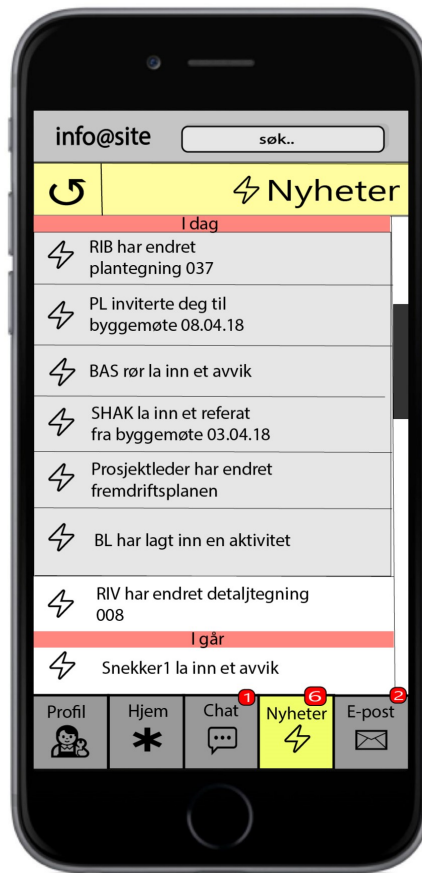 info@site
søk..
Nyheter
I dag
RIB har endret
plantegning 037
PL inviterte deg til
byggemøte 08.04.18
BAS rør la inn et avvik
SHAK la inn et referat
fra byggemøte 03.04.18
Prosjektleder har endret
fremdriftsplanen
BL har lagt inn en aktivitet
RIV har endret detaljtegning
008
I går
Snekker1 la inn et avvik
1
6
2
Profil
Hjem
Chat
Nyheter
E-post